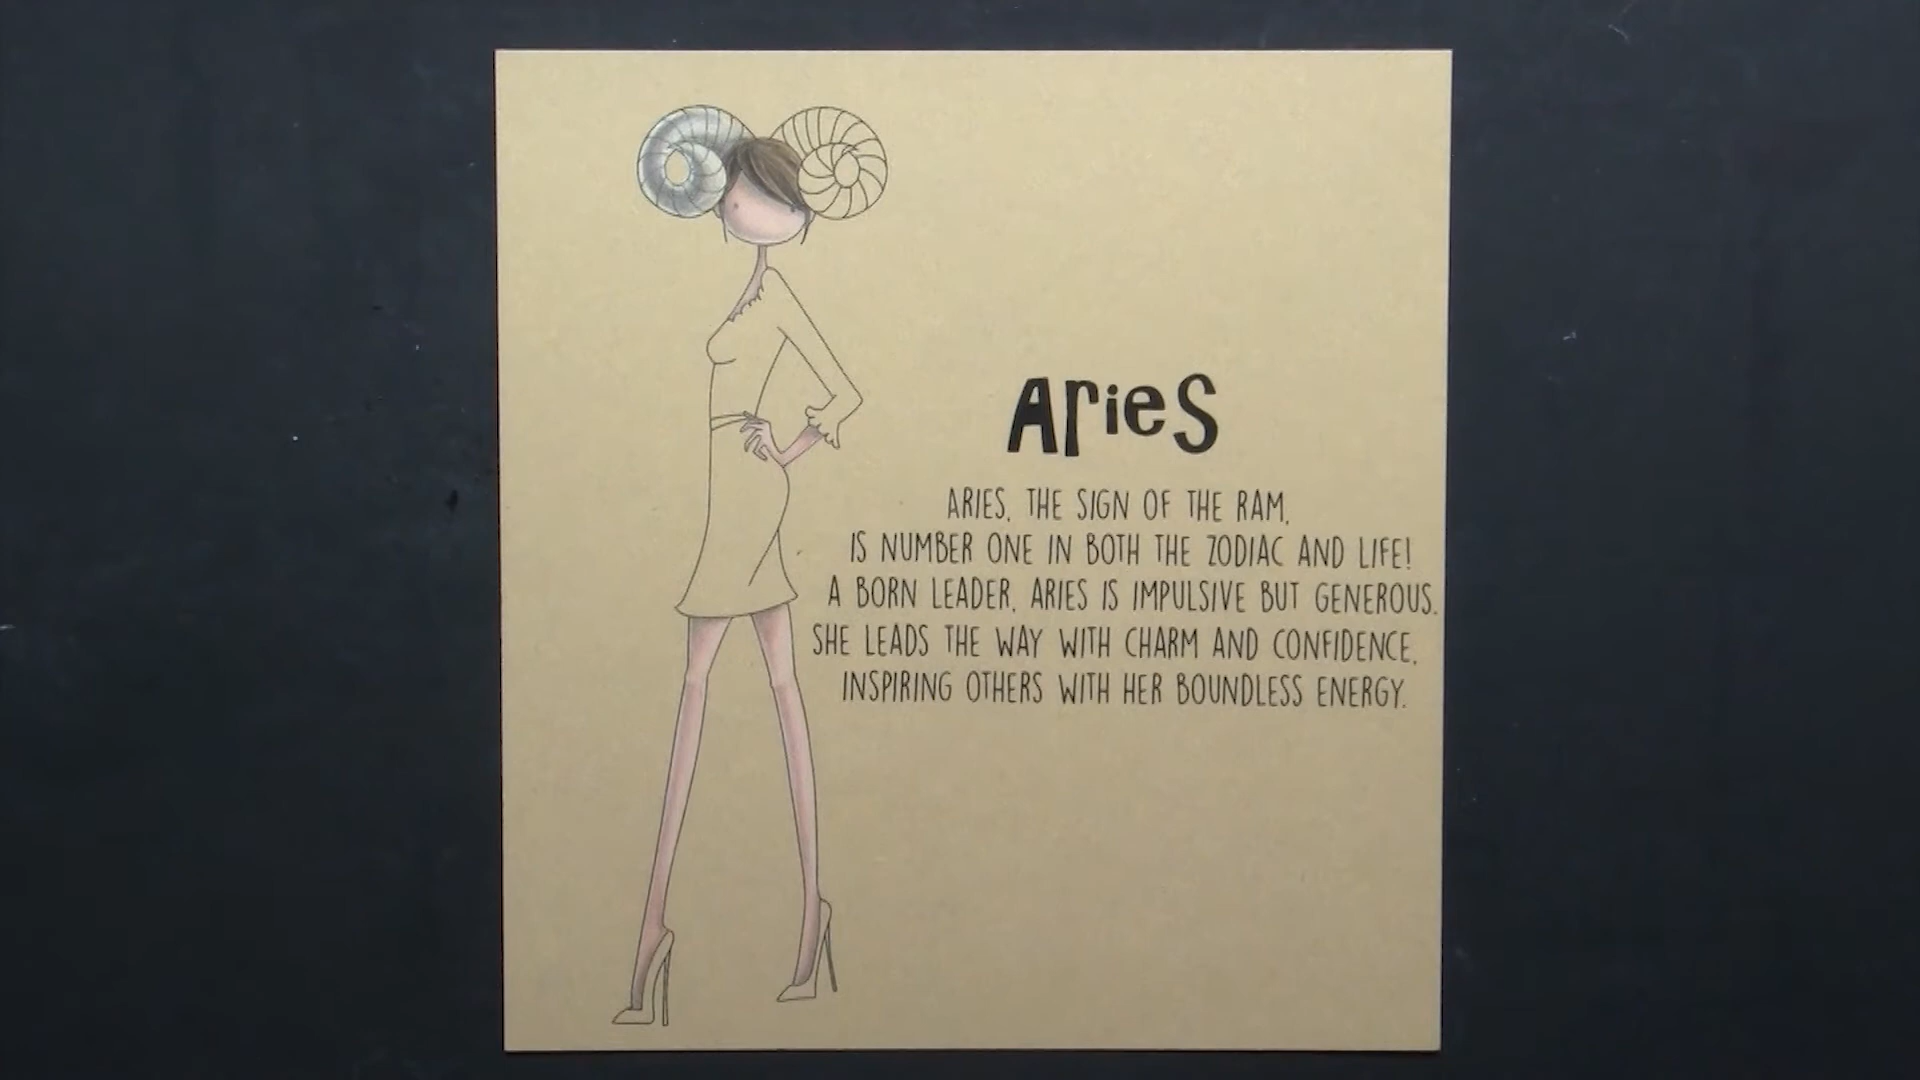 Aries
ARIES, THE SIGN OF THE RAM,
IS NUMBER ONE IN BOTH THE ZODIAC AND LIFE!
A BORN LEADER, ARIES IS IMPULSIVE BUT GENEROUS.
SHE LEADS THE WAY WITH CHARM AND CONFIDENCE,
INSPIRING OTHERS WITH HER BOUNDLESS ENERGY.